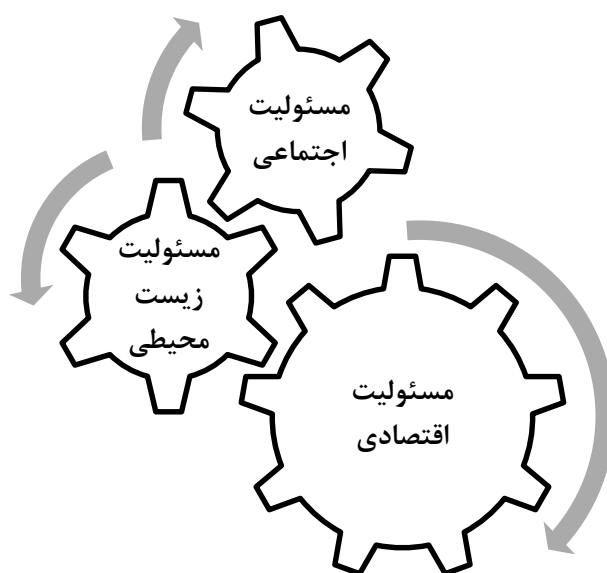 مسئولیت
اجتماعی
مسئولیت
زیست
محیطی
مسئولیت
اقتصادی